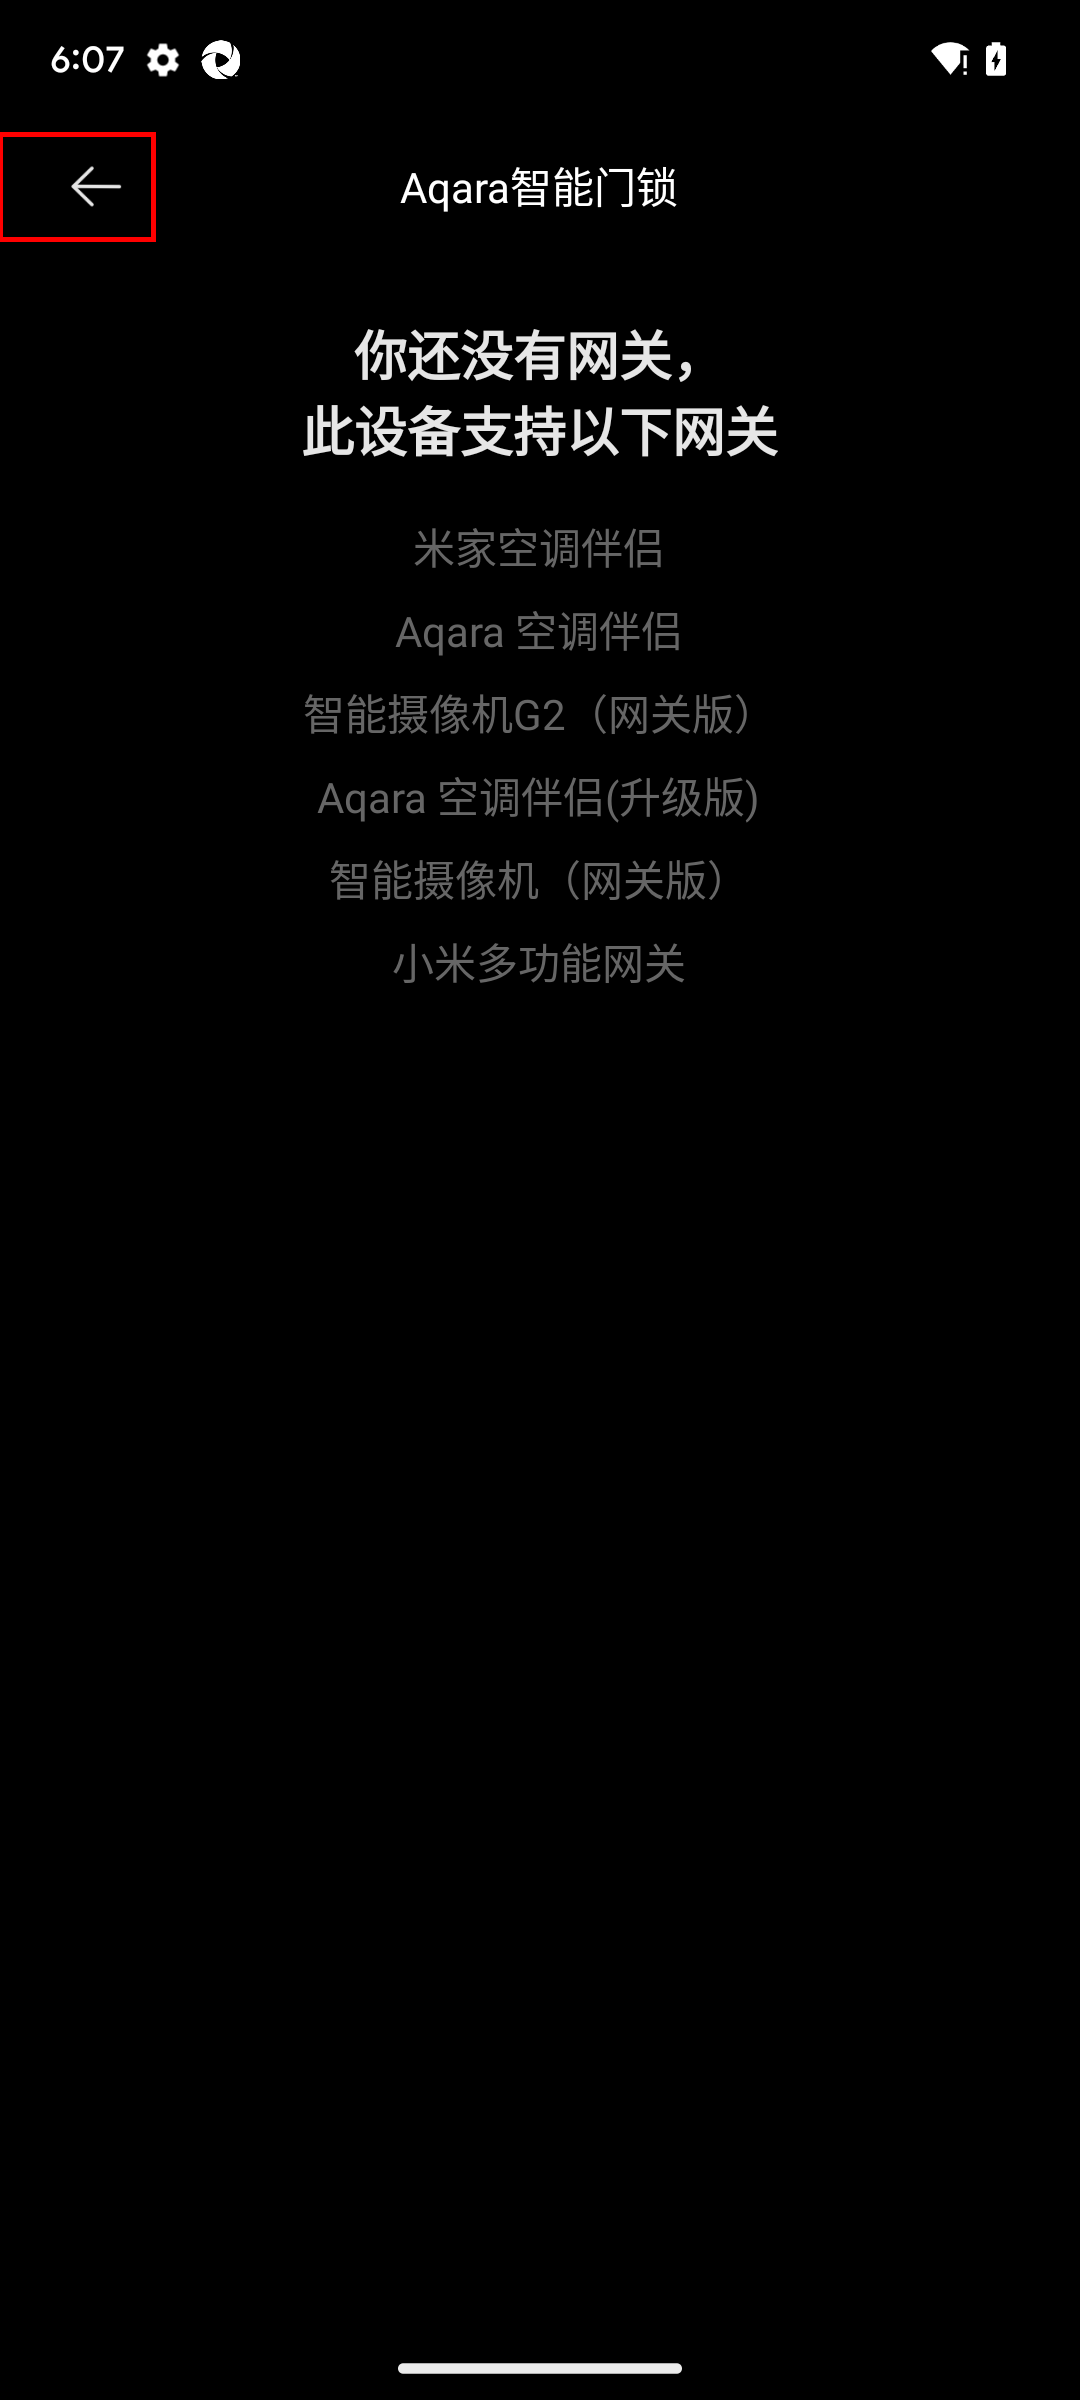 6:07
Aqara智能门锁
你还没有网关，
此设备支持以下网关
米家空调伴侣
Aqara 空调伴侣
智能摄像机G2（网关版）
Aqara 空调伴侣(升级版)
智能摄像机（网关版）
小米多功能网关